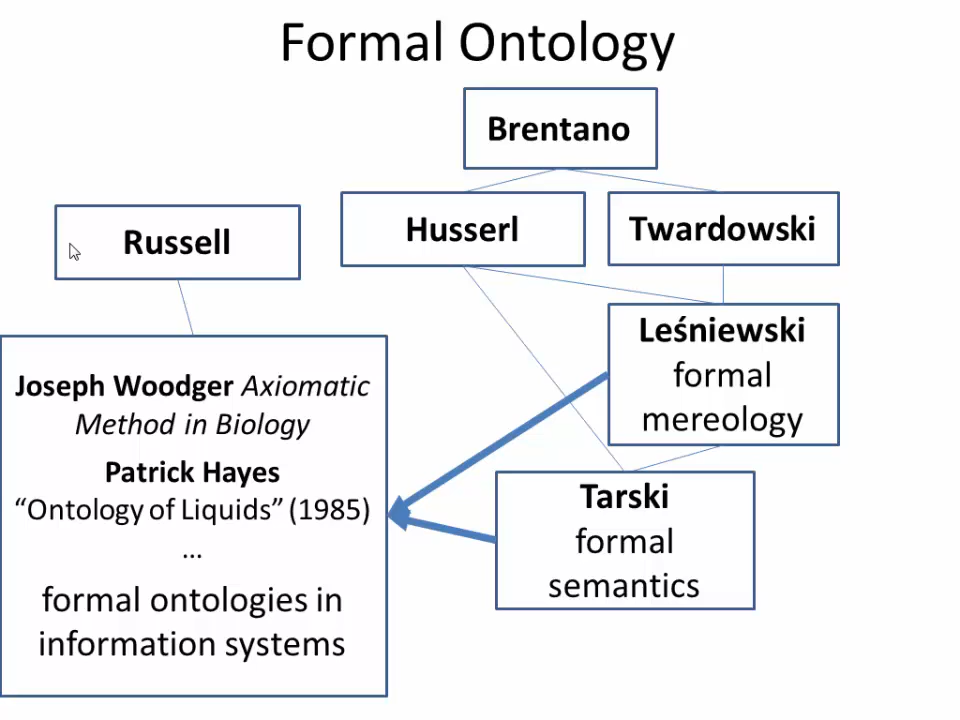 Formal Ontology
Brentano
Husserl
Twardowski
Russell
Leśniewski
formal
mereology
Joseph Woodger Axiomatic
Method in Biology
Patrick Hayes
“Ontology of Liquids” (1985)
...
formal ontologies in
information systems
Tarski
formal
semantics